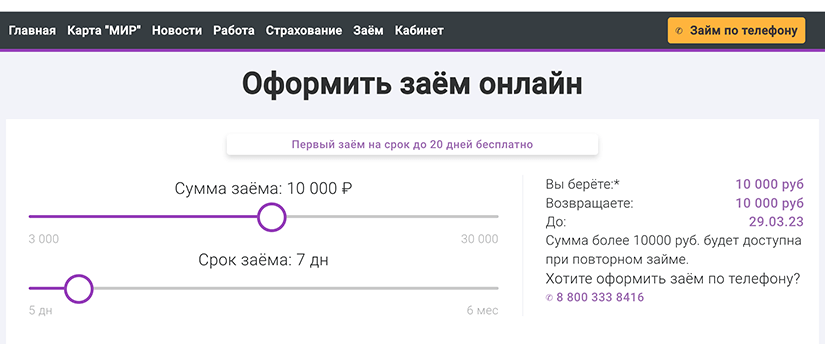 Главная Карта "МИР" Новости Работа Страхование Заём Кабинет ✆ Займ по телефону
Оформить заём онлайн
Первый заём на срок до 20 дней бесплатно
Сумма заёма: 10 000 ₽
3 000 30 000
Срок заёма: 7 дн
5 дн 6 мес
Вы берёте:* 10 000 руб
Возвращаете: 10 000 руб
До: 29.03.23
Сумма более 10000 руб. будет доступна
при повторном займе.
Хотите оформить заём по телефону?
✆ 8 800 333 8416